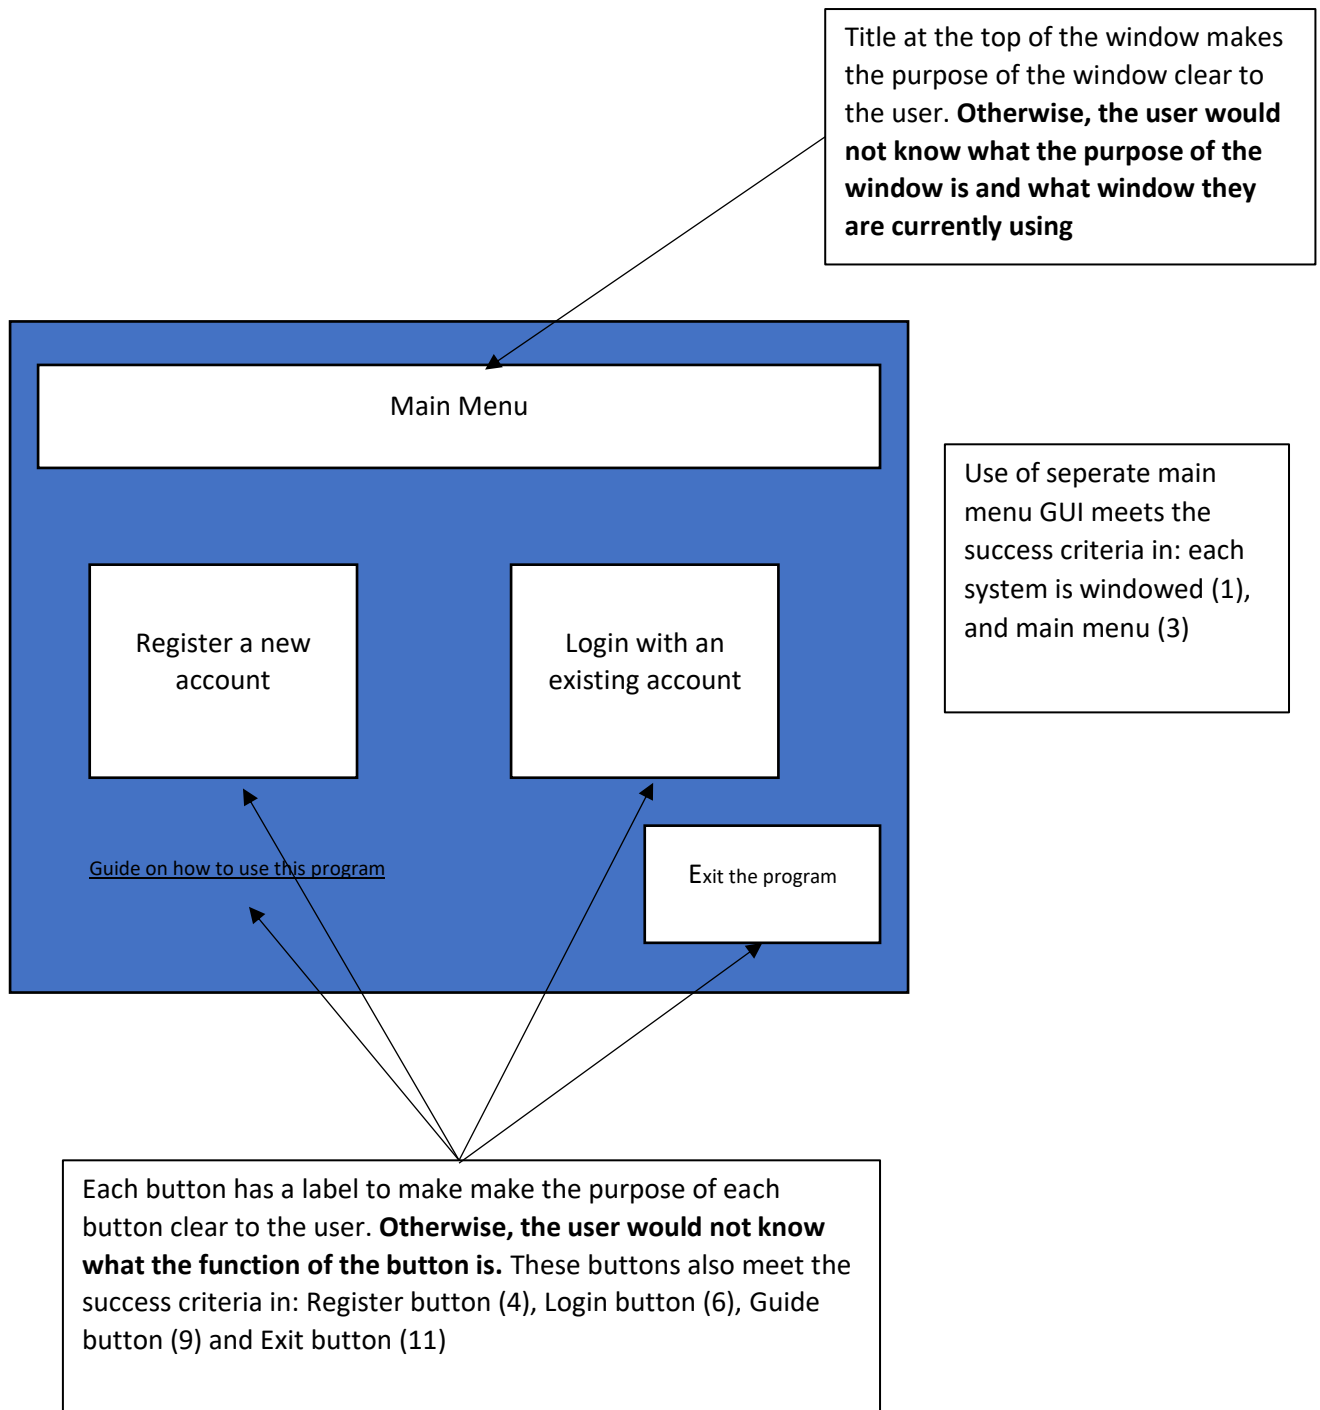 Title at the top of the window makes
the purpose of the window clear to
the user. Otherwise, the user would
not know what the purpose of the
window is and what window they
are currently using
Main Menu
Use of seperate main
menu GUI meets the
success criteria in: each
system is windowed (1),
and main menu (3)
Register a new
account
Login with an
existing account
Guide on how to use this program
Exit the program
Each button has a label to make make the purpose of each
button clear to the user. Otherwise, the user would not know
what the function of the button is. These buttons also meet the
success criteria in: Register button (4), Login button (6), Guide
button (9) and Exit button (11)